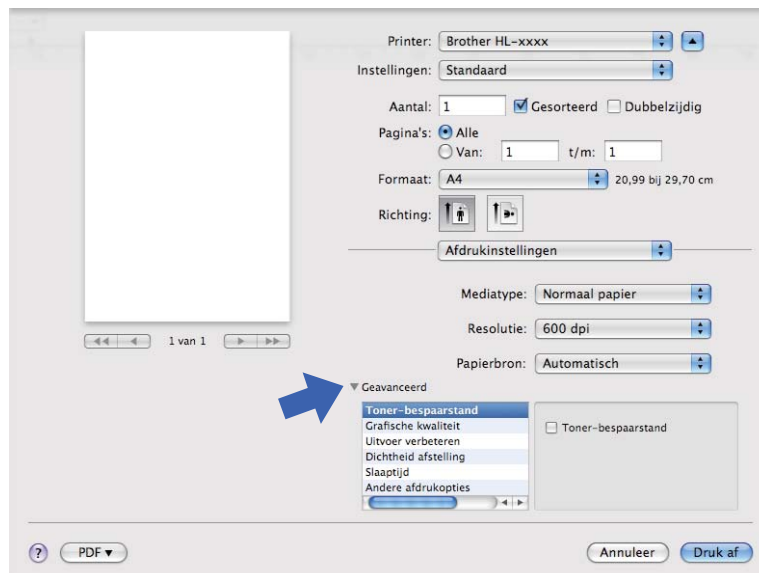 Printer: Brother HL-xxxx
Instellingen: Standaard
Aantal: 1 Gesorteerd Dubbelzijdig
Pagina's: Alle
Van: 1 t/m: 1
Formaat: A4 20,99 bij 29,70 cm
Richting:
Afdrukinstellingen
Mediatype: Normaal papier
Resolutie: 600 dpi
1 van 1
Papierbron: Automatisch
Geavanceerd
Toner-bespaarstand
Grafische kwaliteit
Toner-bespaarstand
Uitvoer verbeteren
Dichtheid afstelling
Slaaptijd
Andere afdrukopties
? PDF Annuleer Druk af